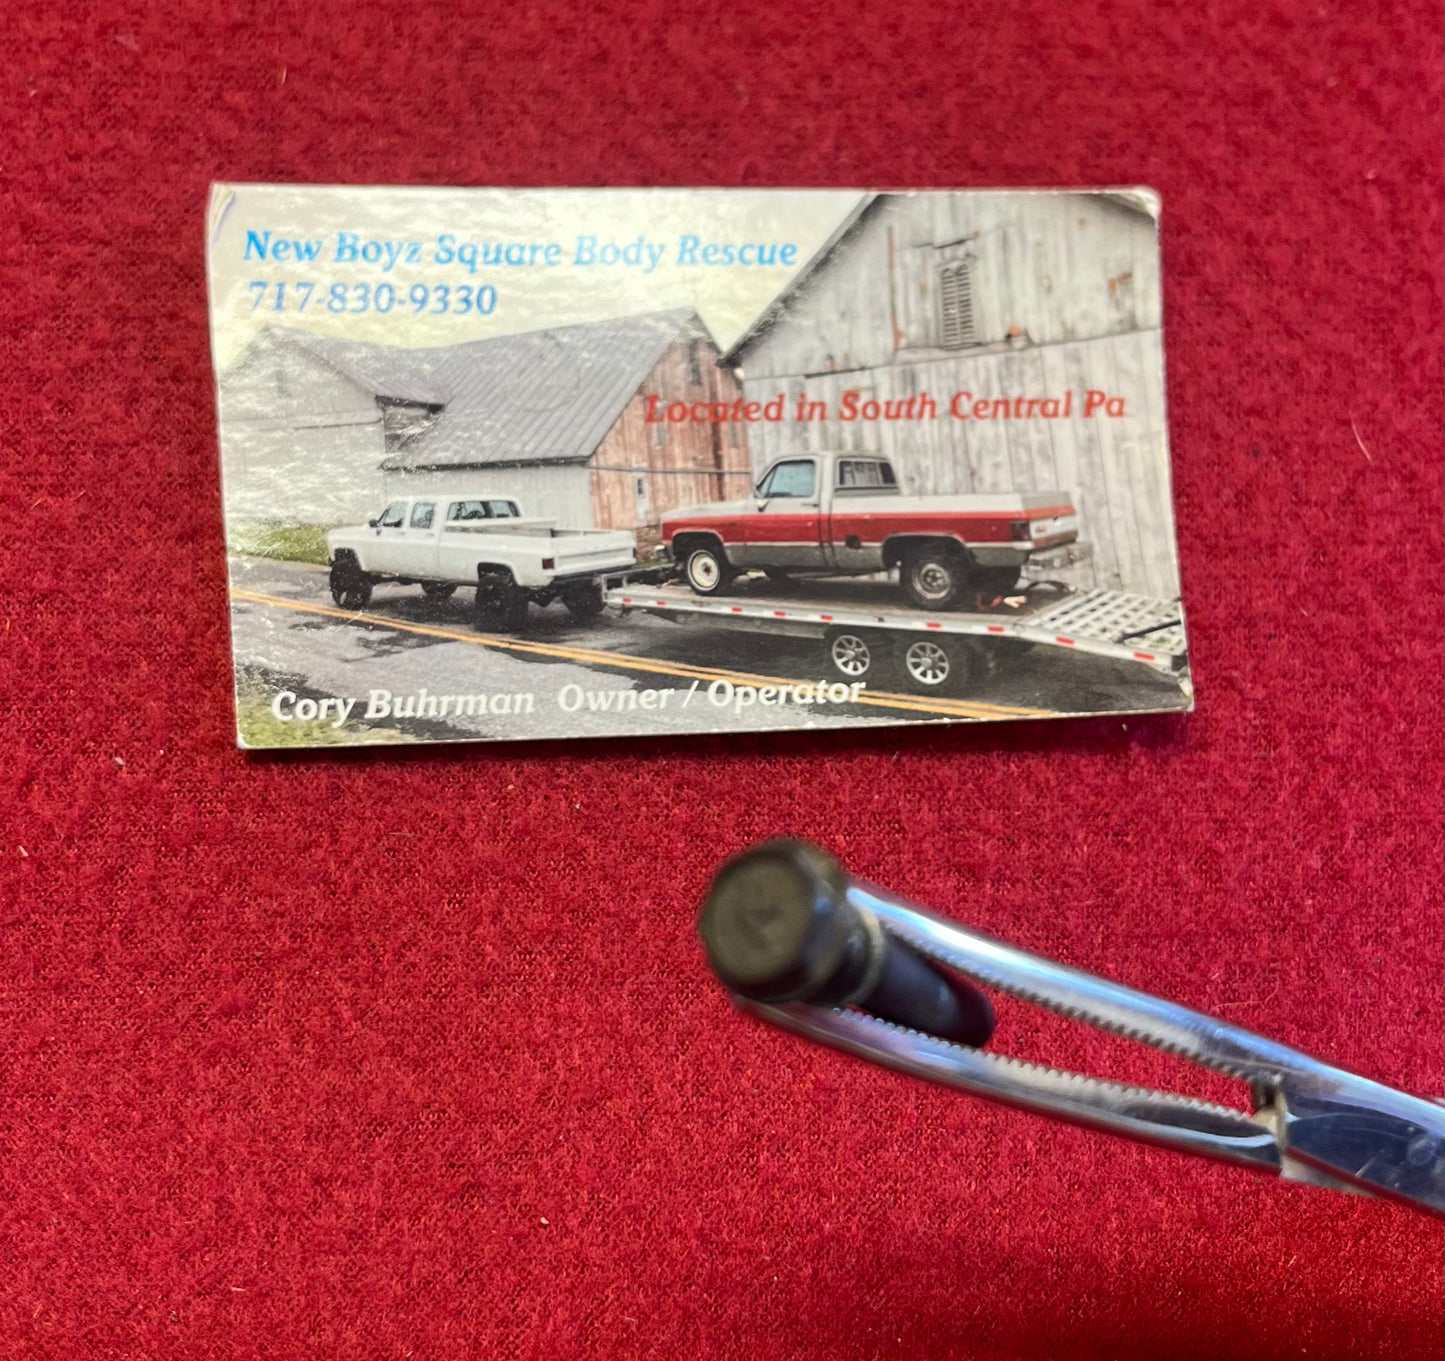 New Boyz Square Body Rescue
717-830-9330
Located in South Central Pa
Cory Buhrman Owner / Operator